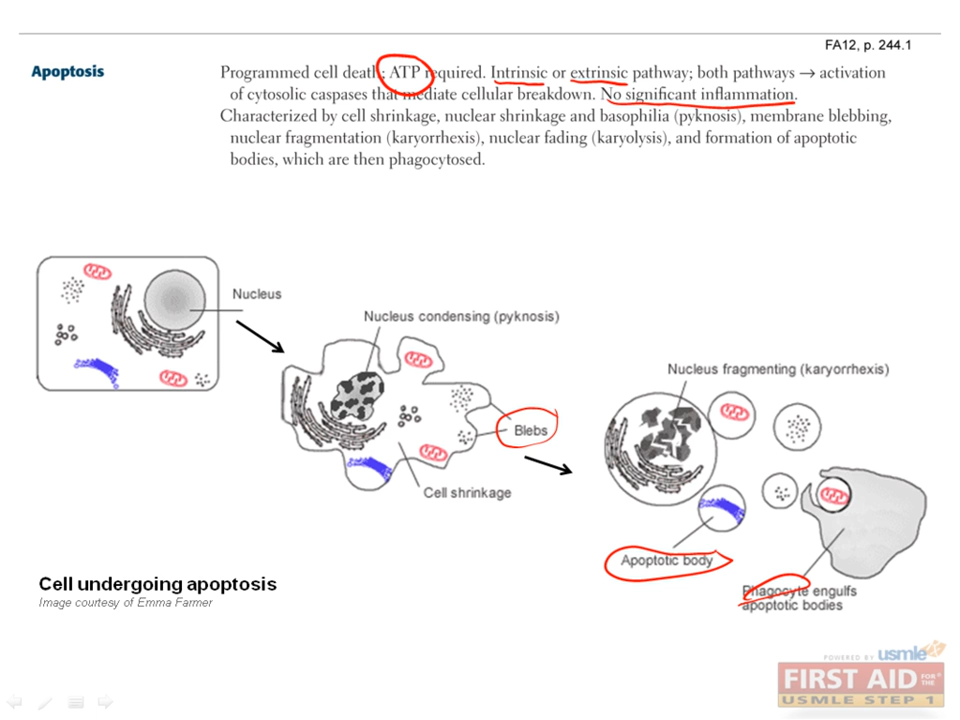 FA12, p. 244.1
Apoptosis
Programmed cell death; ATP required. Intrinsic or extrinsic pathway; both pathways → activation
of cytosolic caspases that mediate cellular breakdown. No significant inflammation.
Characterized by cell shrinkage, nuclear shrinkage and basophilia (pyknosis), membrane blebbing,
nuclear fragmentation (karyorrhexis), nuclear fading (karyolysis), and formation of apoptotic
bodies, which are then phagocytosed.
Nucleus
Nucleus condensing (pyknosis)
Nucleus fragmenting (karyorrhexis)
Blebs
Cell shrinkage
Apoptotic body
Phagocyte engulfs
apoptotic bodies
Cell undergoing apoptosis
Image courtesy of Emma Farmer
POWERED BY usmle
FIRST AID FOR THE®
USMLE STEP 1